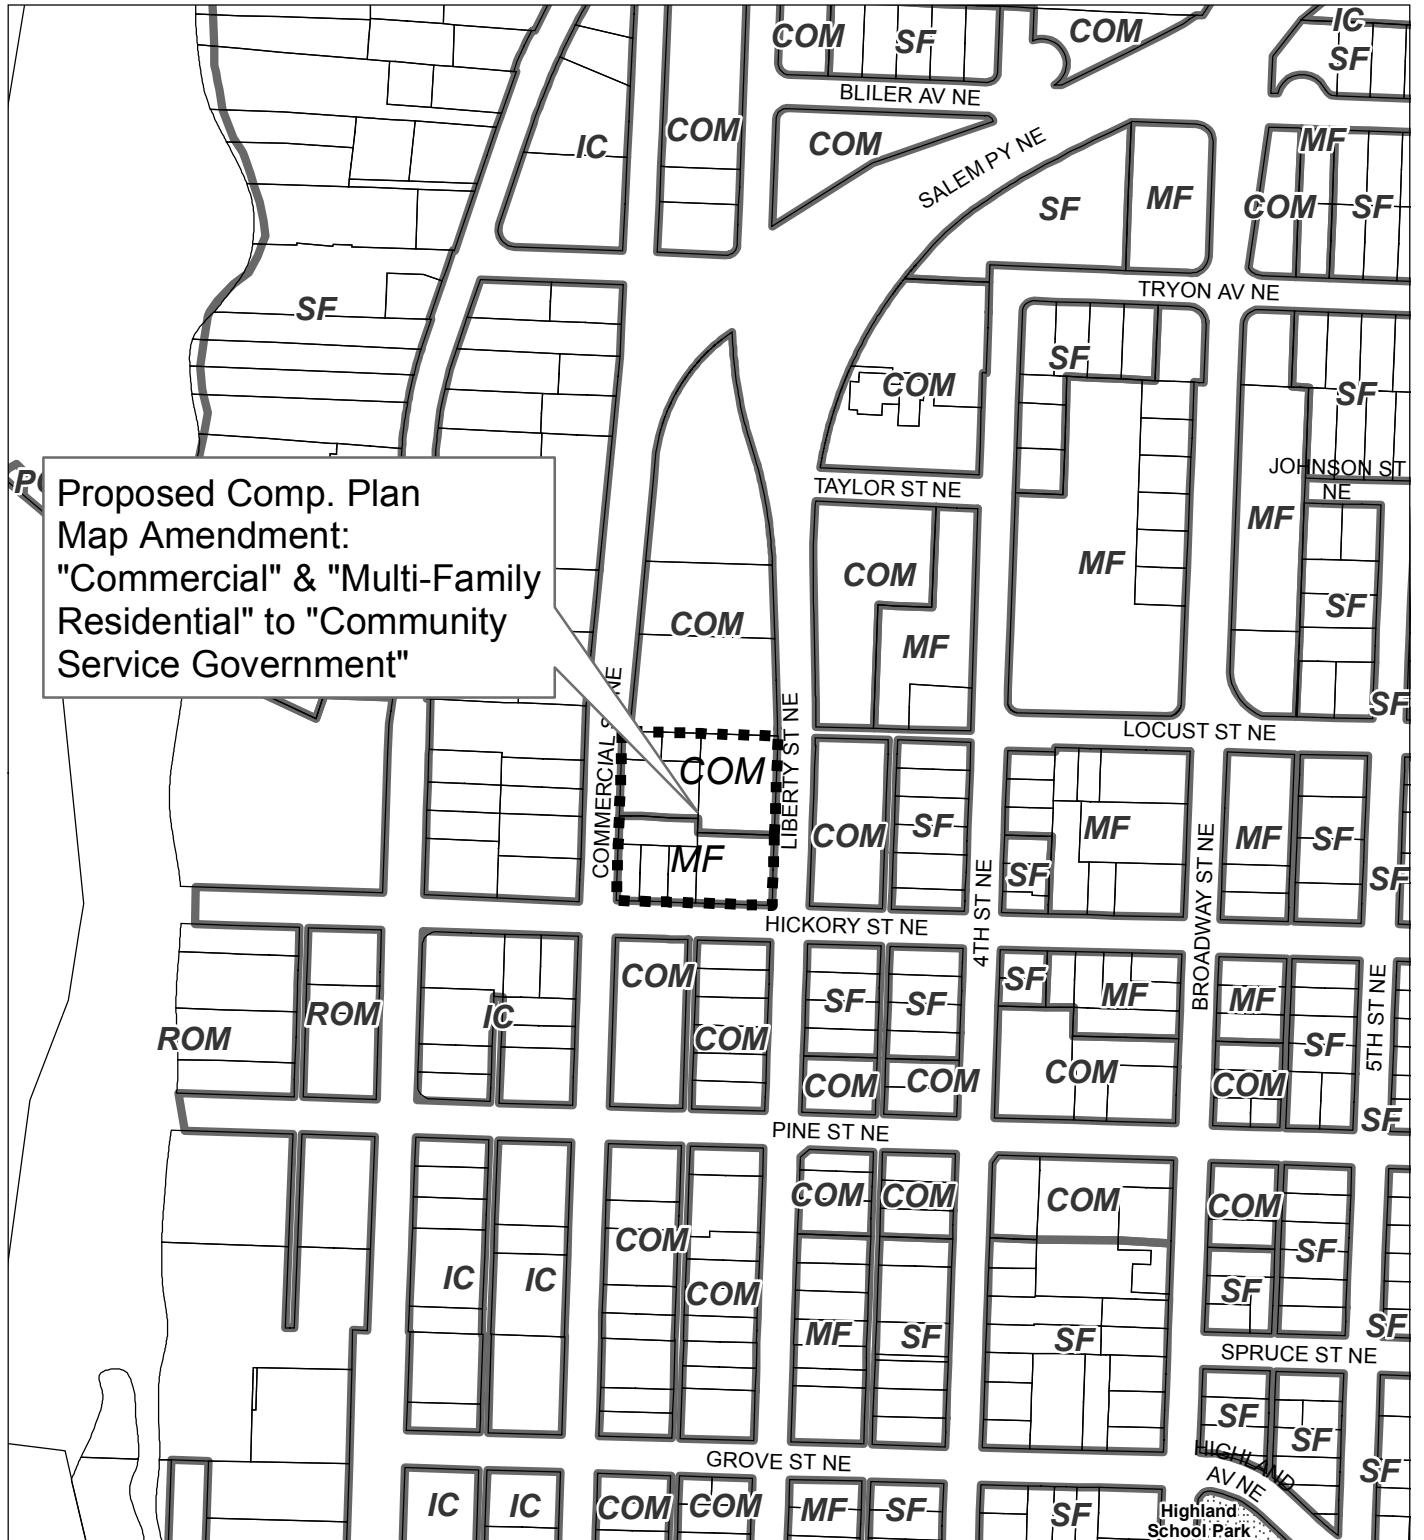 COM
SF
COM
IC
SF
BLILER AV NE
IC
COM
COM
SALEM PY NE
MF
SF
MF
COM
SF
TRYON AV NE
SF
SF
COM
SF
JOHNSON ST
NE
TAYLOR ST NE
Proposed Comp. Plan
Map Amendment:
"Commercial" & "Multi-Family
Residential" to "Community
Service Government"
MF
COM
MF
SF
COM
MF
SF
LOCUST ST NE
COMMERCIAL S NE
LIBERTY ST NE
COM
MF
COM
SF
MF
SF
MF
SF
SF
HICKORY ST NE
4TH ST NE
BROADWAY ST NE
5TH ST NE
ROM
ROM
IC
COM
COM
SF
SF
SF
MF
MF
SF
COM
COM
COM
COM
SF
PINE ST NE
COM
COM
COM
COM
COM
SF
SF
IC
IC
COM
MF
SF
SF
SF
SPRUCE ST NE
SF
SF
SF
HIGHLAND
AV NE
GROVE ST NE
IC
IC
COM
COM
MF
SF
SF
Highland
School Park